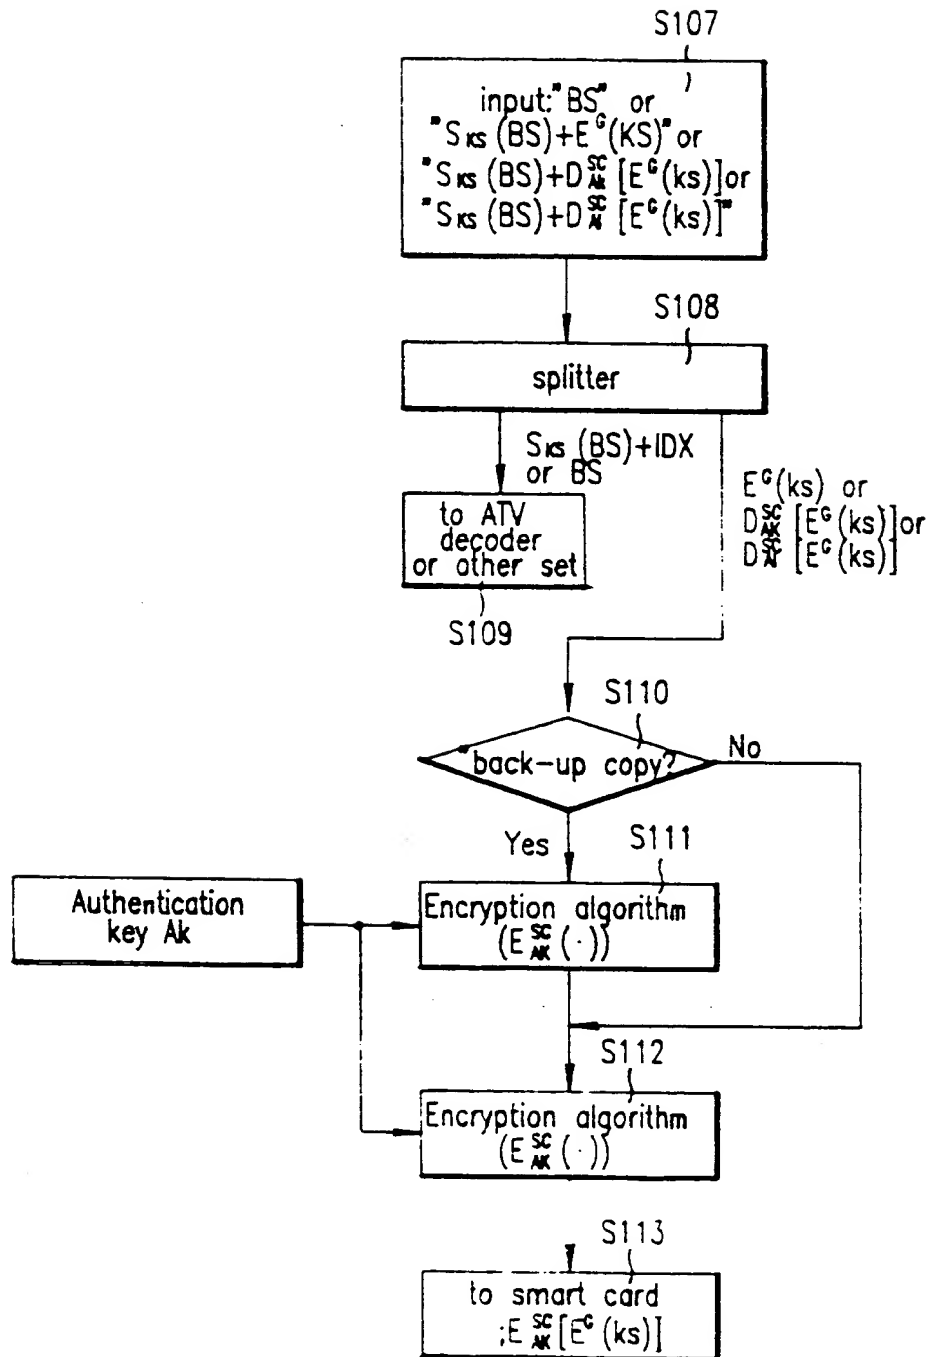 S107
input:"BS" or
"SKS (BS)+E^G(KS)" or
"SKS (BS)+D^SC_AK [E^G(ks)] or
"SKS (BS)+D^SC_AI [E^G(ks)]"
S108
splitter
SKS (BS)+IDX
or BS
E^G(ks) or
D^SC_AK [E^G(ks)] or
D^SC_AI [E^G(ks)]
to ATV
decoder
or other set
S109
S110
"back-up copy?
No
Yes
S111
Authentication
key Ak
Encryption algorithm
(E^SC_AK (·))
S112
Encryption algorithm
(E^SC_AK (·))
S113
to smart card
;E^SC_AK [E^G(ks)]